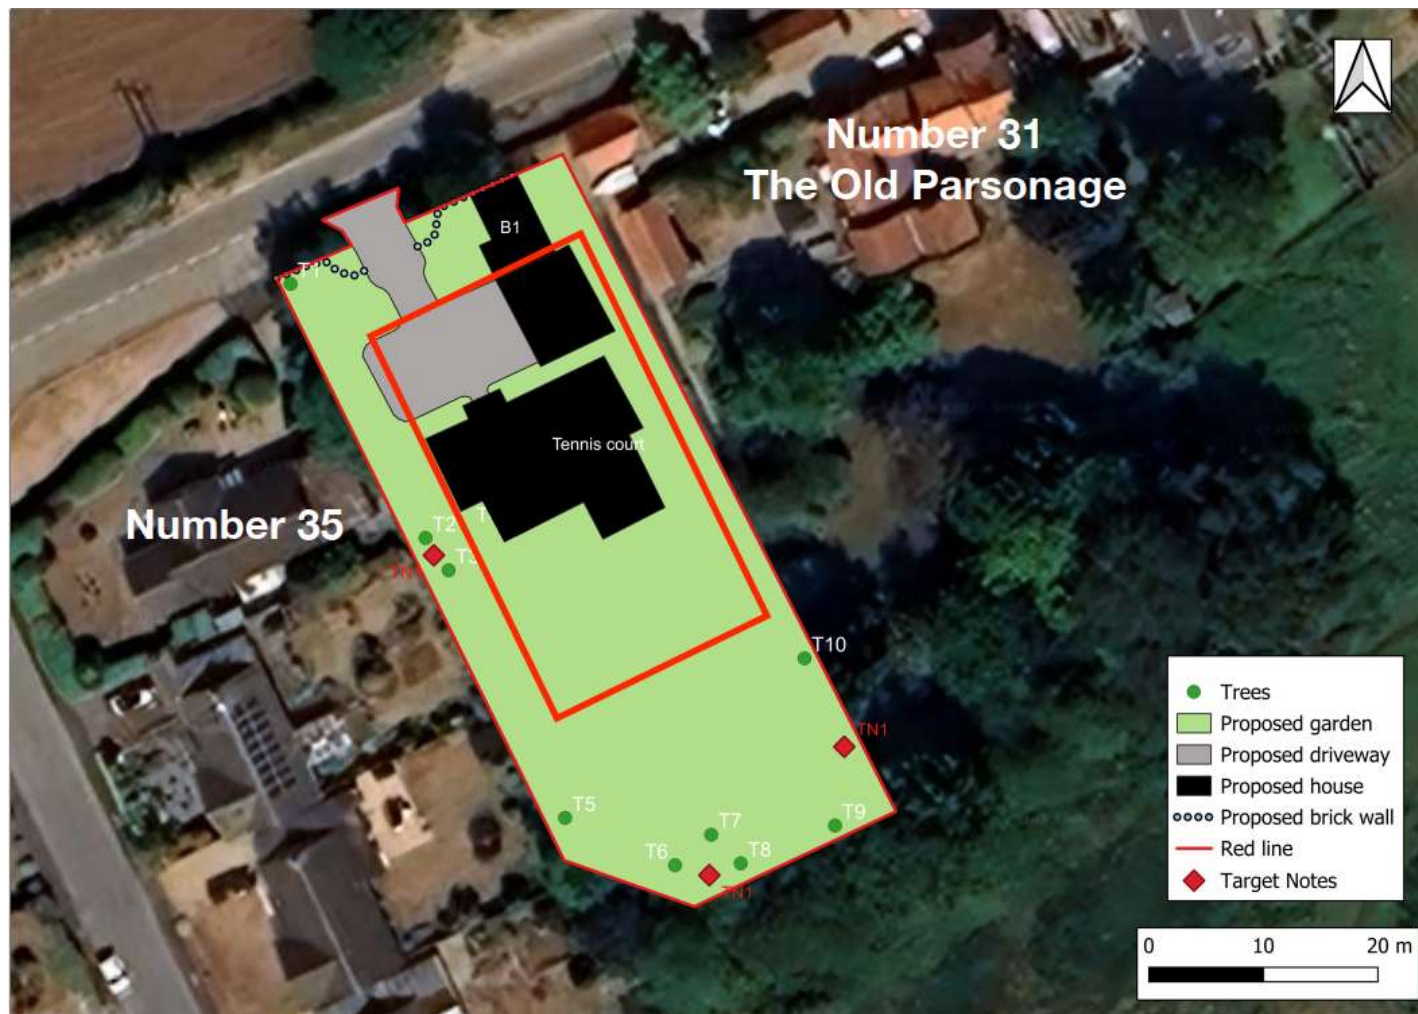 Number 31
The Old Parsonage
T1
B1
Tennis court
Number 35
T2
T
T3
TN1
T10
TN1
T5
T7
T9
T6
T8
TN1
Trees
Proposed garden
Proposed driveway
Proposed house
Proposed brick wall
Red line
Target Notes
0 10 20 m